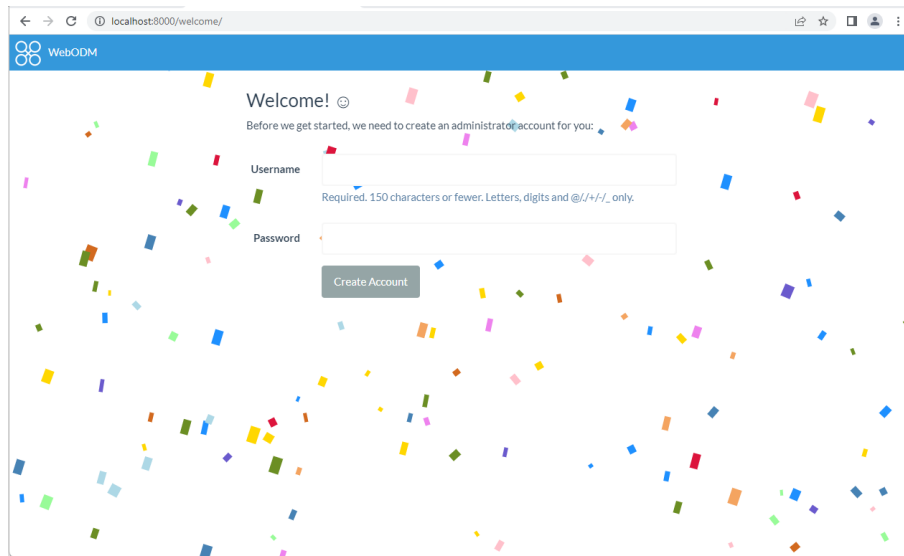 localhost:8000/welcome/
WebODM
Welcome! ☺
Before we get started, we need to create an administrator account for you:
Username
Required. 150 characters or fewer. Letters, digits and @/./+/-/_ only.
Password
Create Account